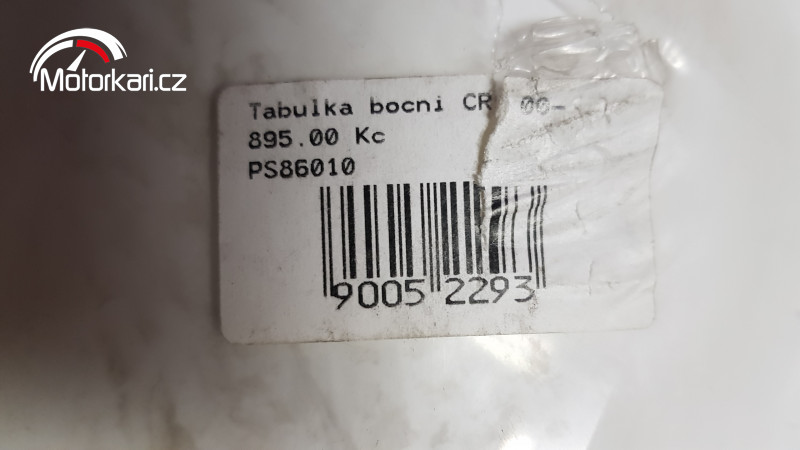 Motorkari.cz
Tabulka bocni CR 00-
895.00 Kc
PS86010
9005 2293